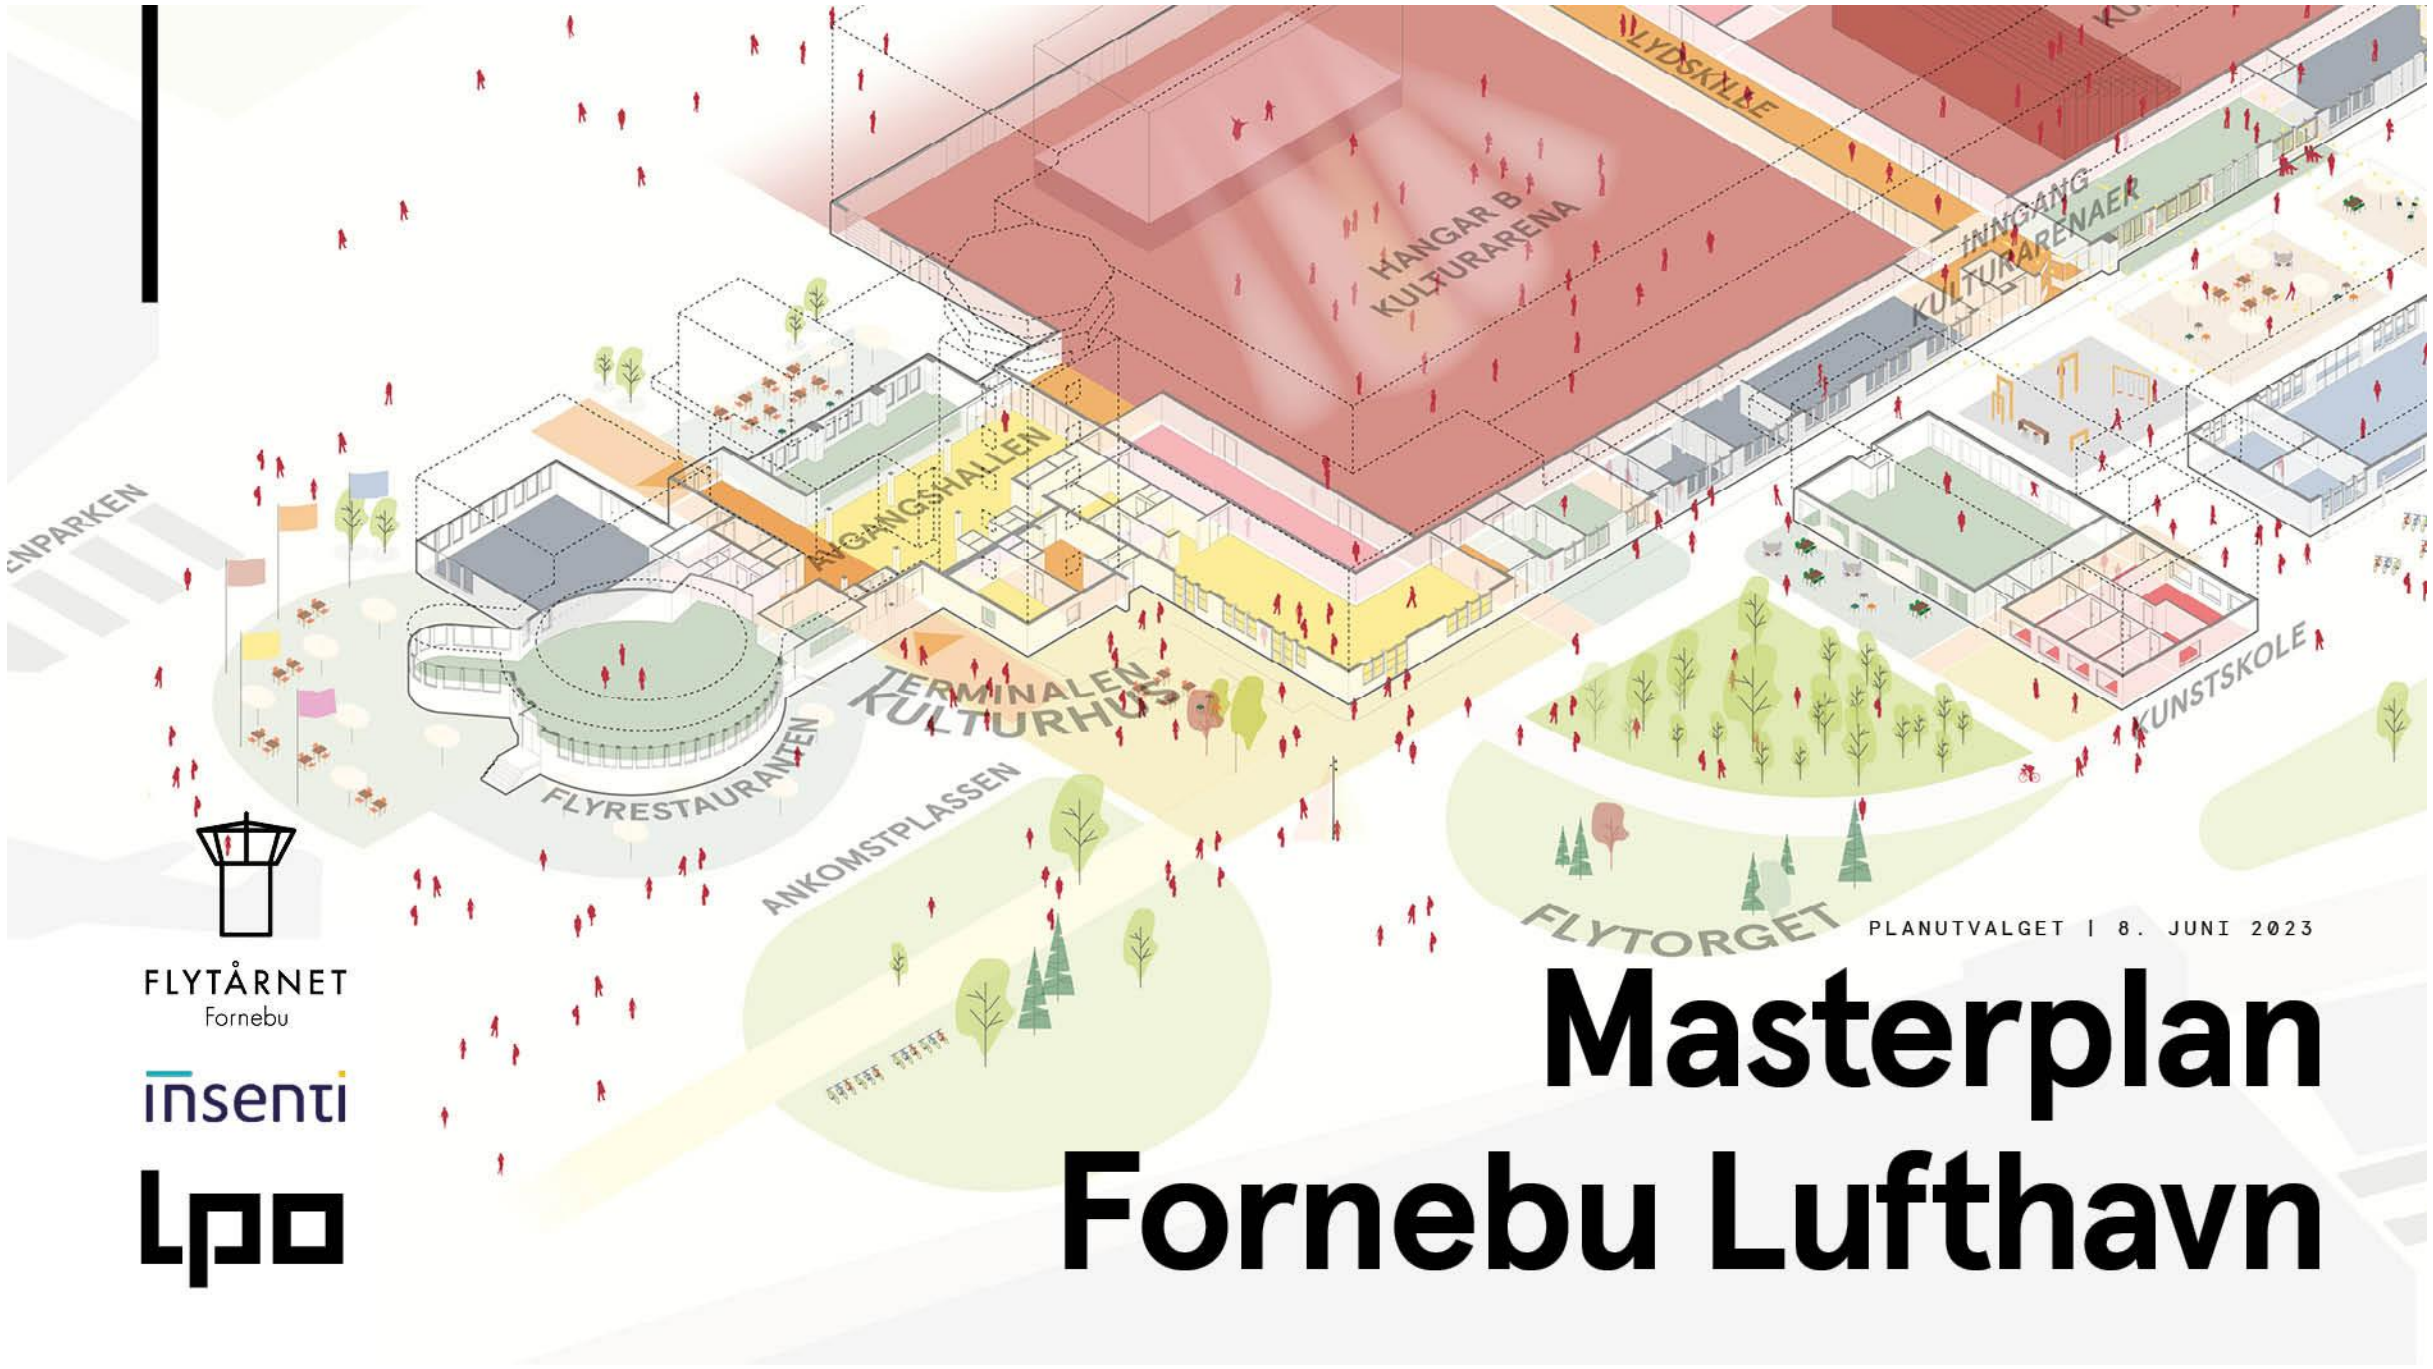 LYDSKILLE
INNGANG
KULTURARENAER
HANGAR B
KULTURARENA
AVGANGSHALLEN
ENPARKEN
TERMINALEN
KULTURHUS
KUNSTSKOLE
FLYRESTAURANTEN
ANKOMSTPLASSEN
FLYTORGET
PLANUTVALGET | 8. JUNI 2023
Masterplan
Fornebu Lufthavn
FLYTÅRNET
Fornebu
insenti
Lpo